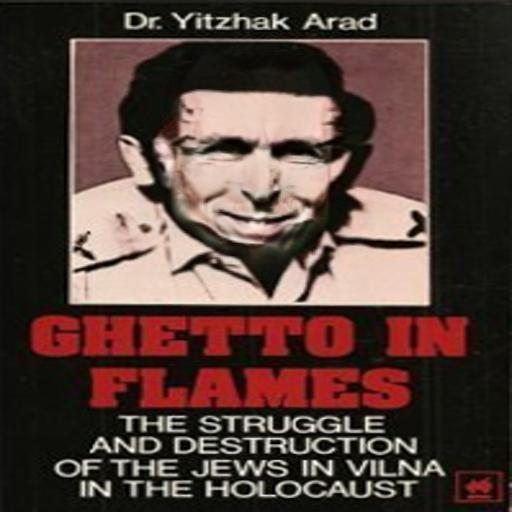 Dr. Yitzhak Arad
GHETTO IN
FLAMES
THE STRUGGLE
AND DESTRUCTION
OF THE JEWS IN VILNA
IN THE HOLOCAUST